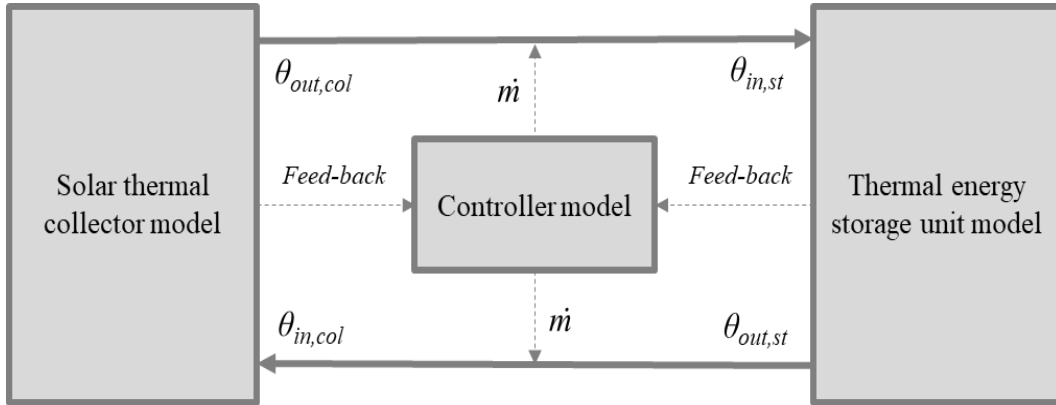 θout,col
θin,st
ṁ
Solar thermal
collector model
Feed-back
Controller model
Feed-back
Thermal energy
storage unit model
θin,col
ṁ
θout,st